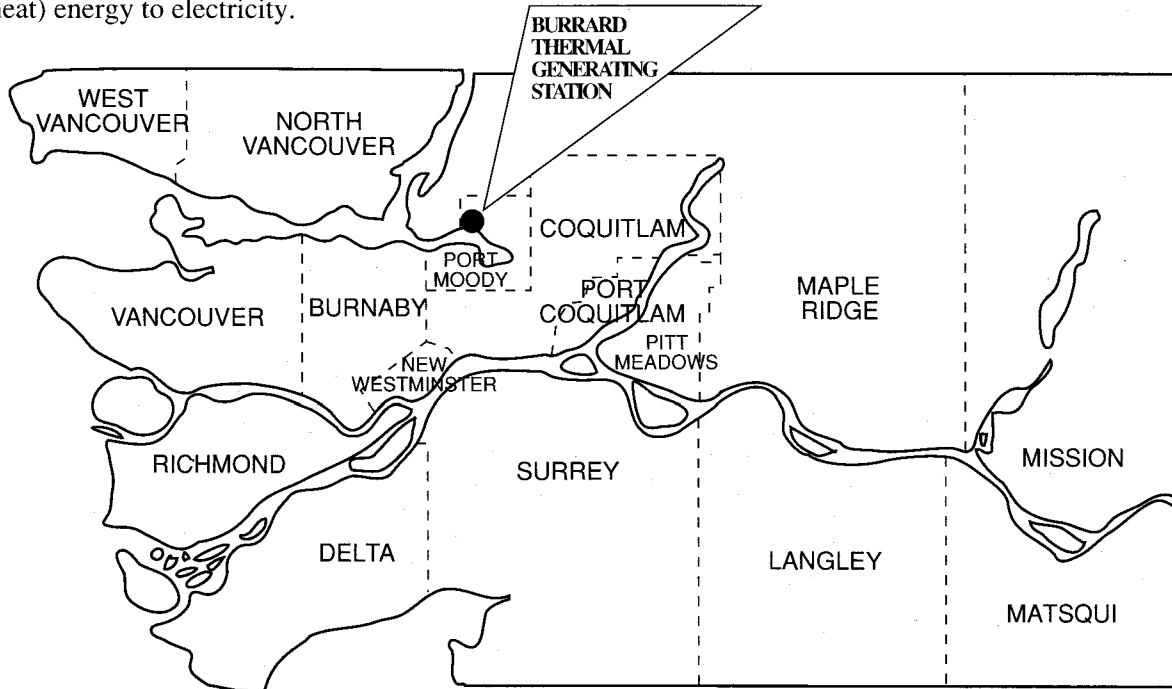 heat) energy to electricity.
BURRARD
THERMAL
GENERATING
STATION
WEST
VANCOUVER
NORTH
VANCOUVER
COQUITLAM
PORT
MOODY
PORT
COQUITLAM
MAPLE
RIDGE
VANCOUVER
BURNABY
PITT
MEADOWS
NEW
WESTMINSTER
RICHMOND
SURREY
MISSION
DELTA
LANGLEY
MATSQUI